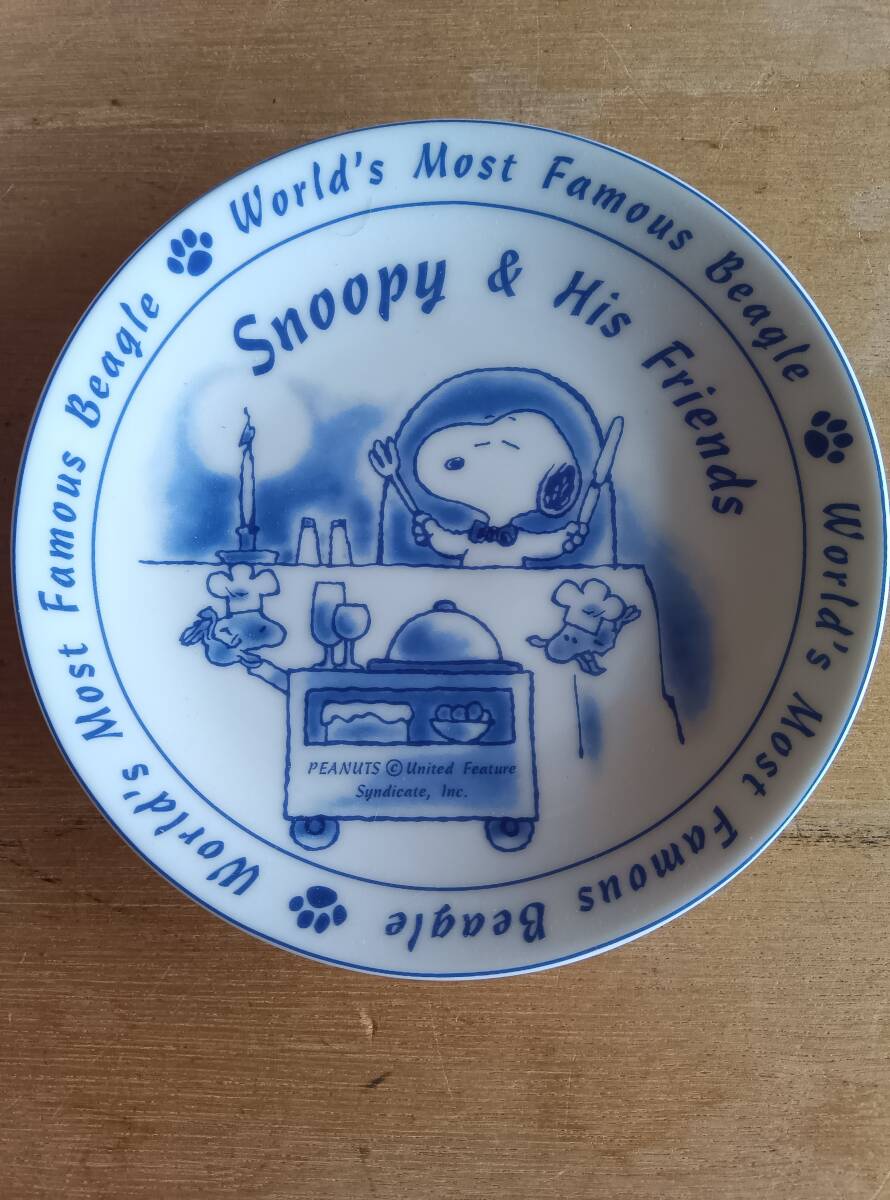 World's Most Famous Beagle
World's Most Famous Beagle
World's Most Famous Beagle
Snoopy & His Friends
PEANUTS © United Feature
Syndicate, Inc.